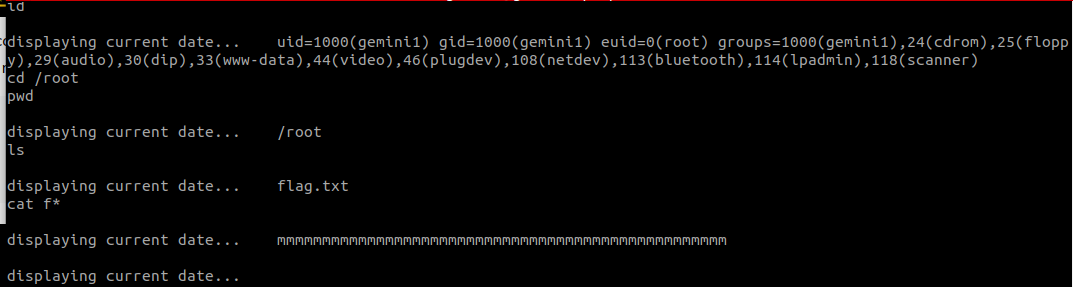 id
displaying current date...    uid=1000(gemini1) gid=1000(gemini1) euid=0(root) groups=1000(gemini1),24(cdrom),25(flopp
y),29(audio),30(dip),33(www-data),44(video),46(plugdev),108(netdev),113(bluetooth),114(lpadmin),118(scanner)
cd /root
pwd
displaying current date...    /root
ls
displaying current date...    flag.txt
cat f*
displaying current date...    mmmmmmmmmmmmmmmmmmmmmmmmmmmmmmmmmmmmmmmmmmmmmmmmmm
displaying current date...